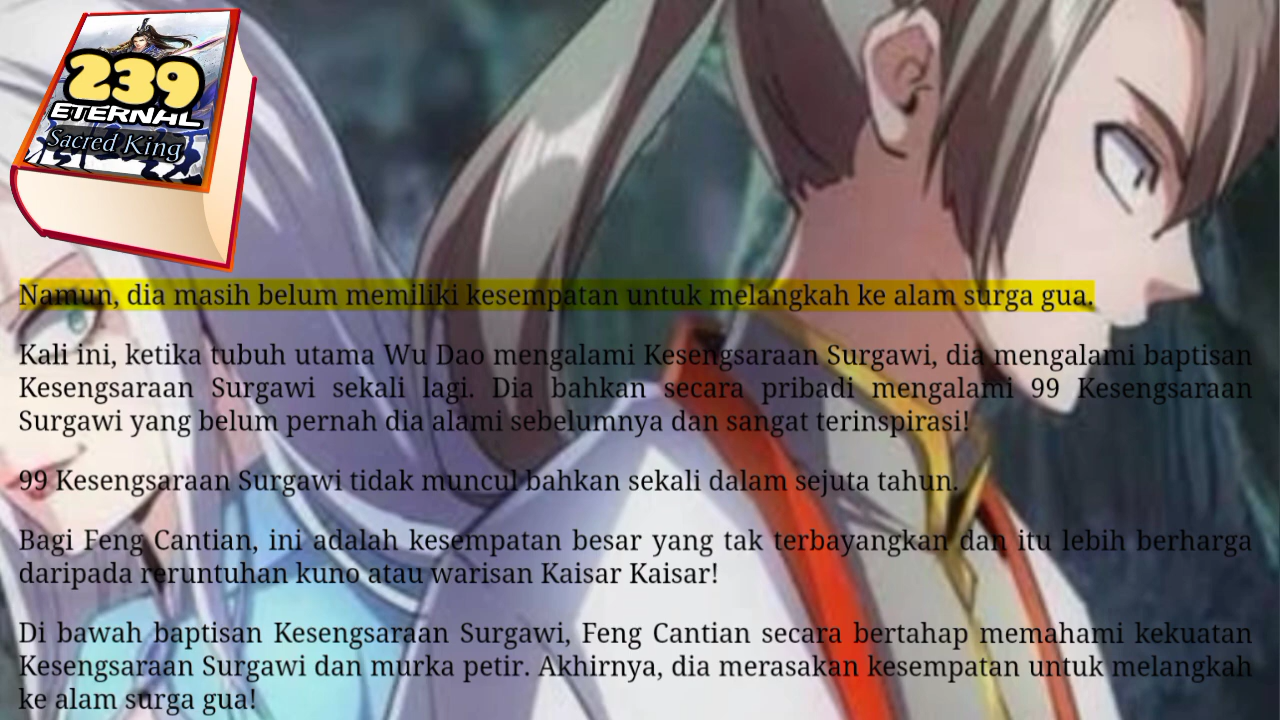 239
ETERNAL
Sacred King
Namun, dia masih belum memiliki kesempatan untuk melangkah ke alam surga gua.
Kali ini, ketika tubuh utama Wu Dao mengalami Kesengsaraan Surgawi, dia mengalami baptisan
Kesengsaraan Surgawi sekali lagi. Dia bahkan secara pribadi mengalami 99 Kesengsaraan
Surgawi yang belum pernah dia alami sebelumnya dan sangat terinspirasi!
99 Kesengsaraan Surgawi tidak muncul bahkan sekali dalam sejuta tahun.
Bagi Feng Cantian, ini adalah kesempatan besar yang tak terbayangkan dan itu lebih berharga
daripada reruntuhan kuno atau warisan Kaisar Kaisar!
Di bawah baptisan Kesengsaraan Surgawi, Feng Cantian secara bertahap memahami kekuatan
Kesengsaraan Surgawi dan murka petir. Akhirnya, dia merasakan kesempatan untuk melangkah
ke alam surga gua!